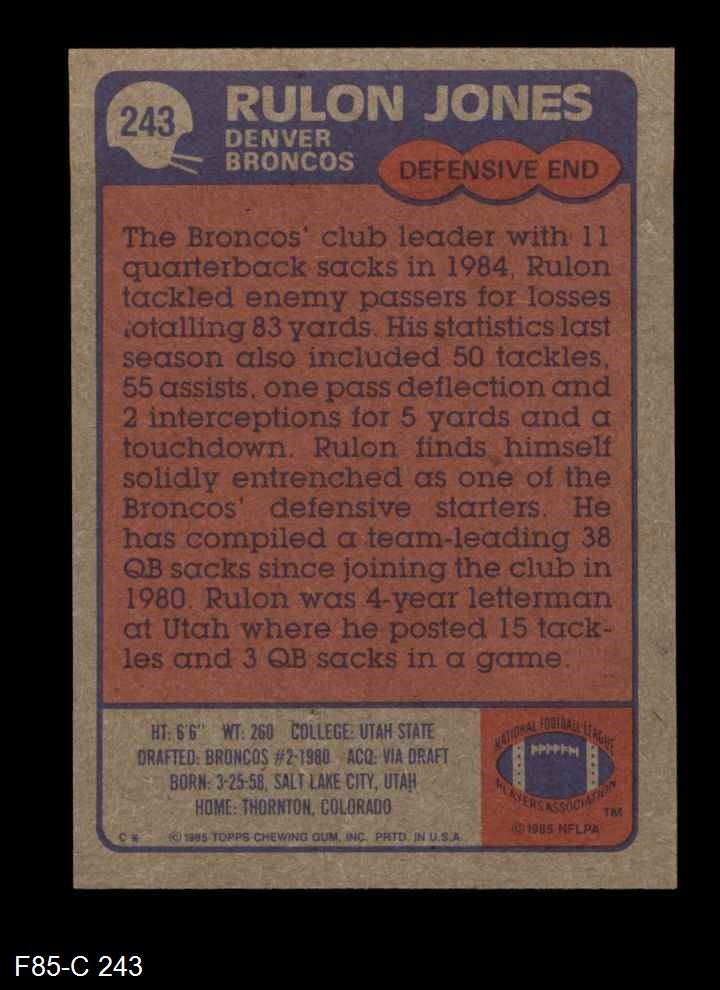 243
RULON JONES
DENVER
BRONCOS
DEFENSIVE END
The Broncos' club leader with 11
quarterback sacks in 1984, Rulon
tackled enemy passers for losses
totalling 83 yards. His statistics last
season also included 50 tackles,
55 assists, one pass deflection and
2 interceptions for 5 yards and a
touchdown. Rulon finds himself
solidly entrenched as one of the
Broncos' defensive starters. He
has compiled a team-leading 38
QB sacks since joining the club in
1980. Rulon was 4-year letterman
at Utah where he posted 15 tack-
les and 3 QB sacks in a game.
HT: 6'6" WT: 260 COLLEGE: UTAH STATE
DRAFTED: BRONCOS #2-1980 ACQ: VIA DRAFT
BORN: 3-25-58, SALT LAKE CITY, UTAH
HOME: THORNTON, COLORADO
C* ©1985 TOPPS CHEWING GUM, INC. PRTD. IN U.S.A.
NATIONAL FOOTBALL LEAGUE
PLAYERS ASSOCIATION
TM
©1985 NFLPA
F85-C 243